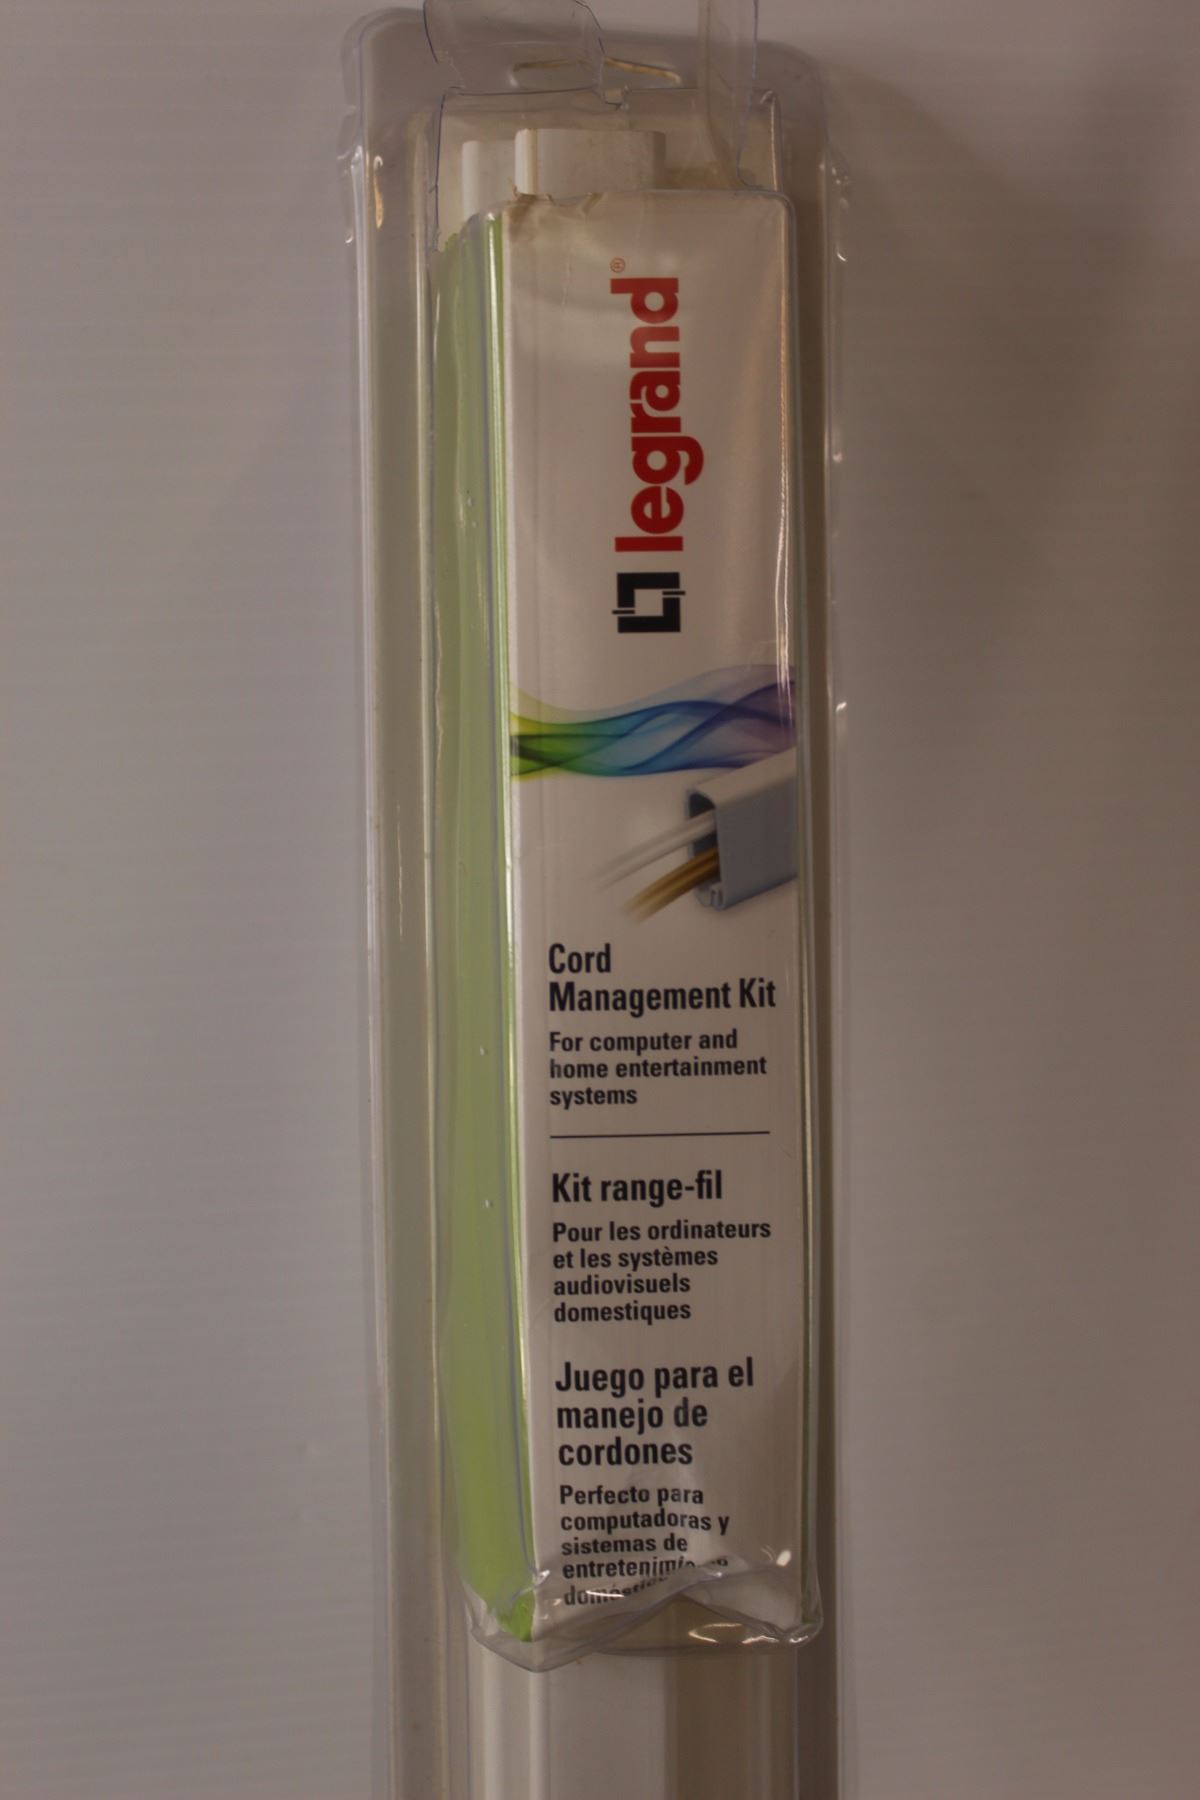 legrand®
Cord
Management Kit
For computer and
home entertainment
systems
Kit range-fil
Pour les ordinateurs
et les systèmes
audiovisuels
domestiques
Juego para el
manejo de
cordones
Perfecto para
computadoras y
sistemas de